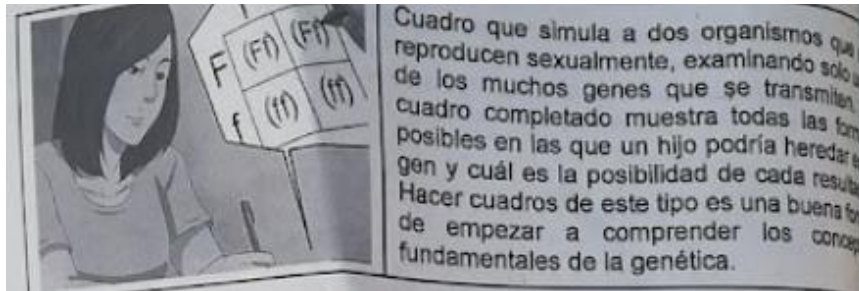 F (Ff) (Ff)
f (ff) (ff)
Cuadro que simula a dos organismos que
reproducen sexualmente, examinando solo
de los muchos genes que se transmiten
cuadro completado muestra todas las
posibles en las que un hijo podría heredar
gen y cuál es la posibilidad de cada
Hacer cuadros de este tipo es una buena
de empezar a comprender los
fundamentales de la genética.